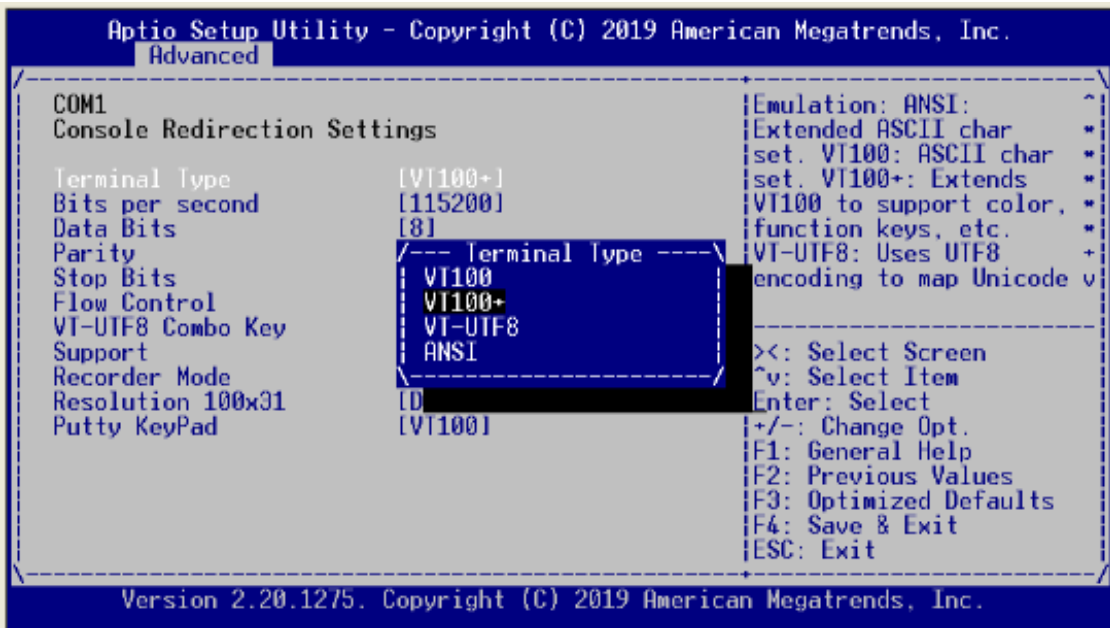 Aptio Setup Utility - Copyright (C) 2019 American Megatrends, Inc.
Advanced
COM1
Console Redirection Settings
Terminal Type [VT100+]
Bits per second [115200]
Data Bits [8]
Parity
Stop Bits
Flow Control
VT-UTF8 Combo Key
Support
Recorder Mode
Resolution 100x31 [D
Putty KeyPad [VT100]
Terminal Type
VT100
VT100+
VT-UTF8
ANSI
Emulation: ANSI:
Extended ASCII char
set. VT100: ASCII char
set. VT100+: Extends
VT100 to support color,
function keys, etc.
VT-UTF8: Uses UTF8
encoding to map Unicode
><: Select Screen
^v: Select Item
Enter: Select
+/-: Change Opt.
F1: General Help
F2: Previous Values
F3: Optimized Defaults
F4: Save & Exit
ESC: Exit
Version 2.20.1275. Copyright (C) 2019 American Megatrends, Inc.